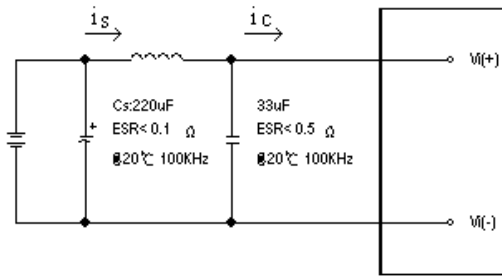 is
ic
Cs:220uF
ESR<0.1 Ω
@20℃ 100KHz
33uF
ESR<0.5 Ω
@20℃ 100KHz
Vi(+)
Vi(-)
+